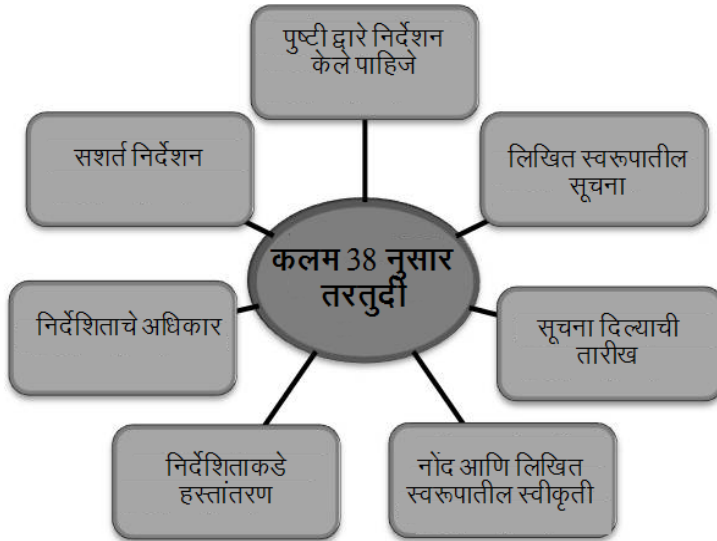 पुष्टी द्वारे निर्देशन
केले पाहिजे
सशर्त निर्देशन
लिखित स्वरूपातील
सूचना
कलम 38 नुसार
तरतुदी
निर्देशिताचे अधिकार
सूचना दिल्याची
तारीख
निर्देशिताकडे
हस्तांतरण
नोंद आणि लिखित
स्वरूपातील स्वीकृती